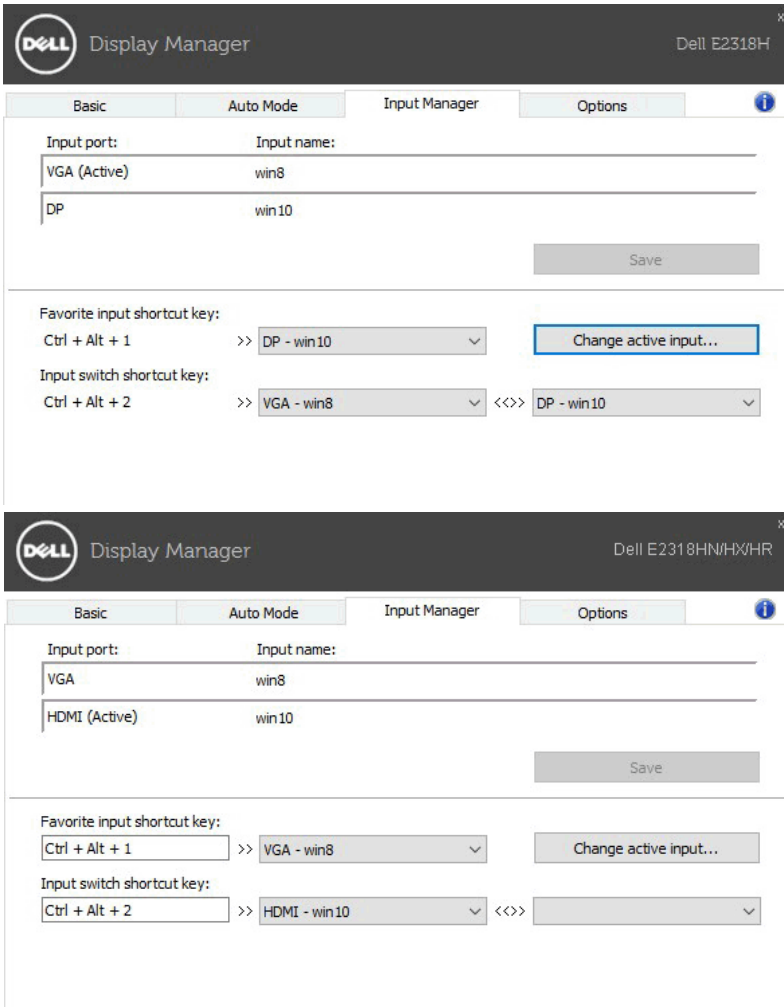 x
DELL Display Manager Dell E2318H
Basic Auto Mode Input Manager Options i
Input port: Input name:
VGA (Active) win8
DP win10
Save
Favorite input shortcut key:
Ctrl + Alt + 1 >> DP - win10 Change active input...
Input switch shortcut key:
Ctrl + Alt + 2 >> VGA - win8 <<>> DP - win10
x
DELL Display Manager Dell E2318HN/HX/HR
Basic Auto Mode Input Manager Options i
Input port: Input name:
VGA win8
HDMI (Active) win10
Save
Favorite input shortcut key:
Ctrl + Alt + 1 >> VGA - win8 Change active input...
Input switch shortcut key:
Ctrl + Alt + 2 >> HDMI - win10 <<>>